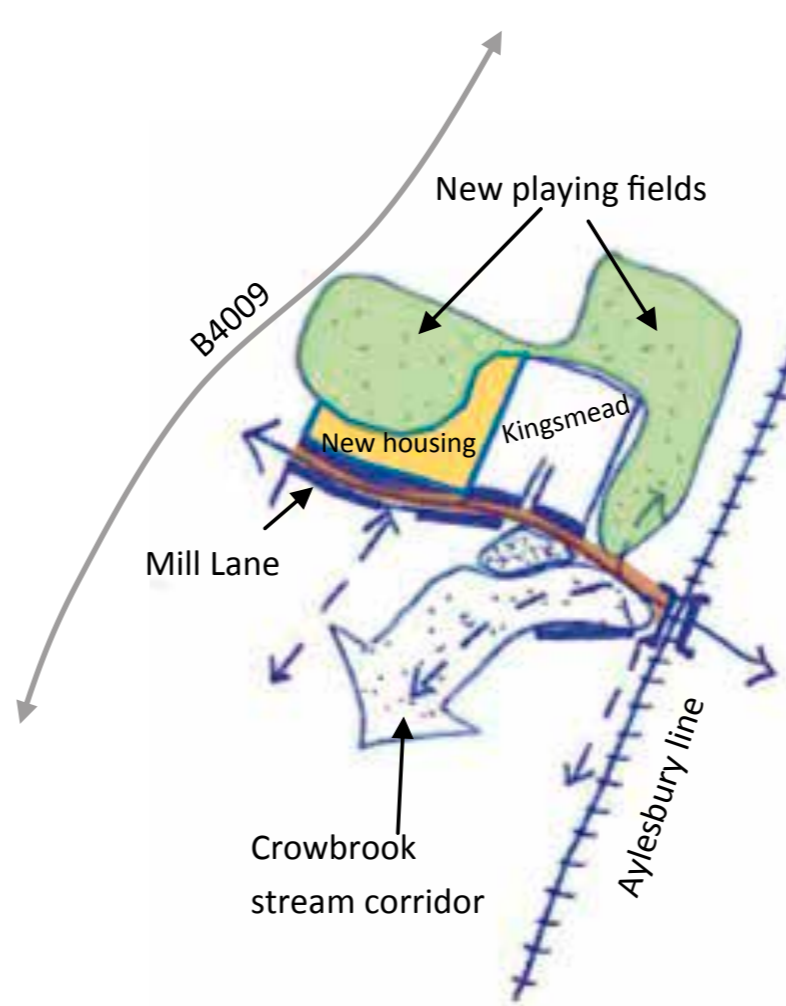 New playing fields
B4009
Kingsmead
New housing
Mill Lane
Aylesbury line
Crowbrook
stream corridor